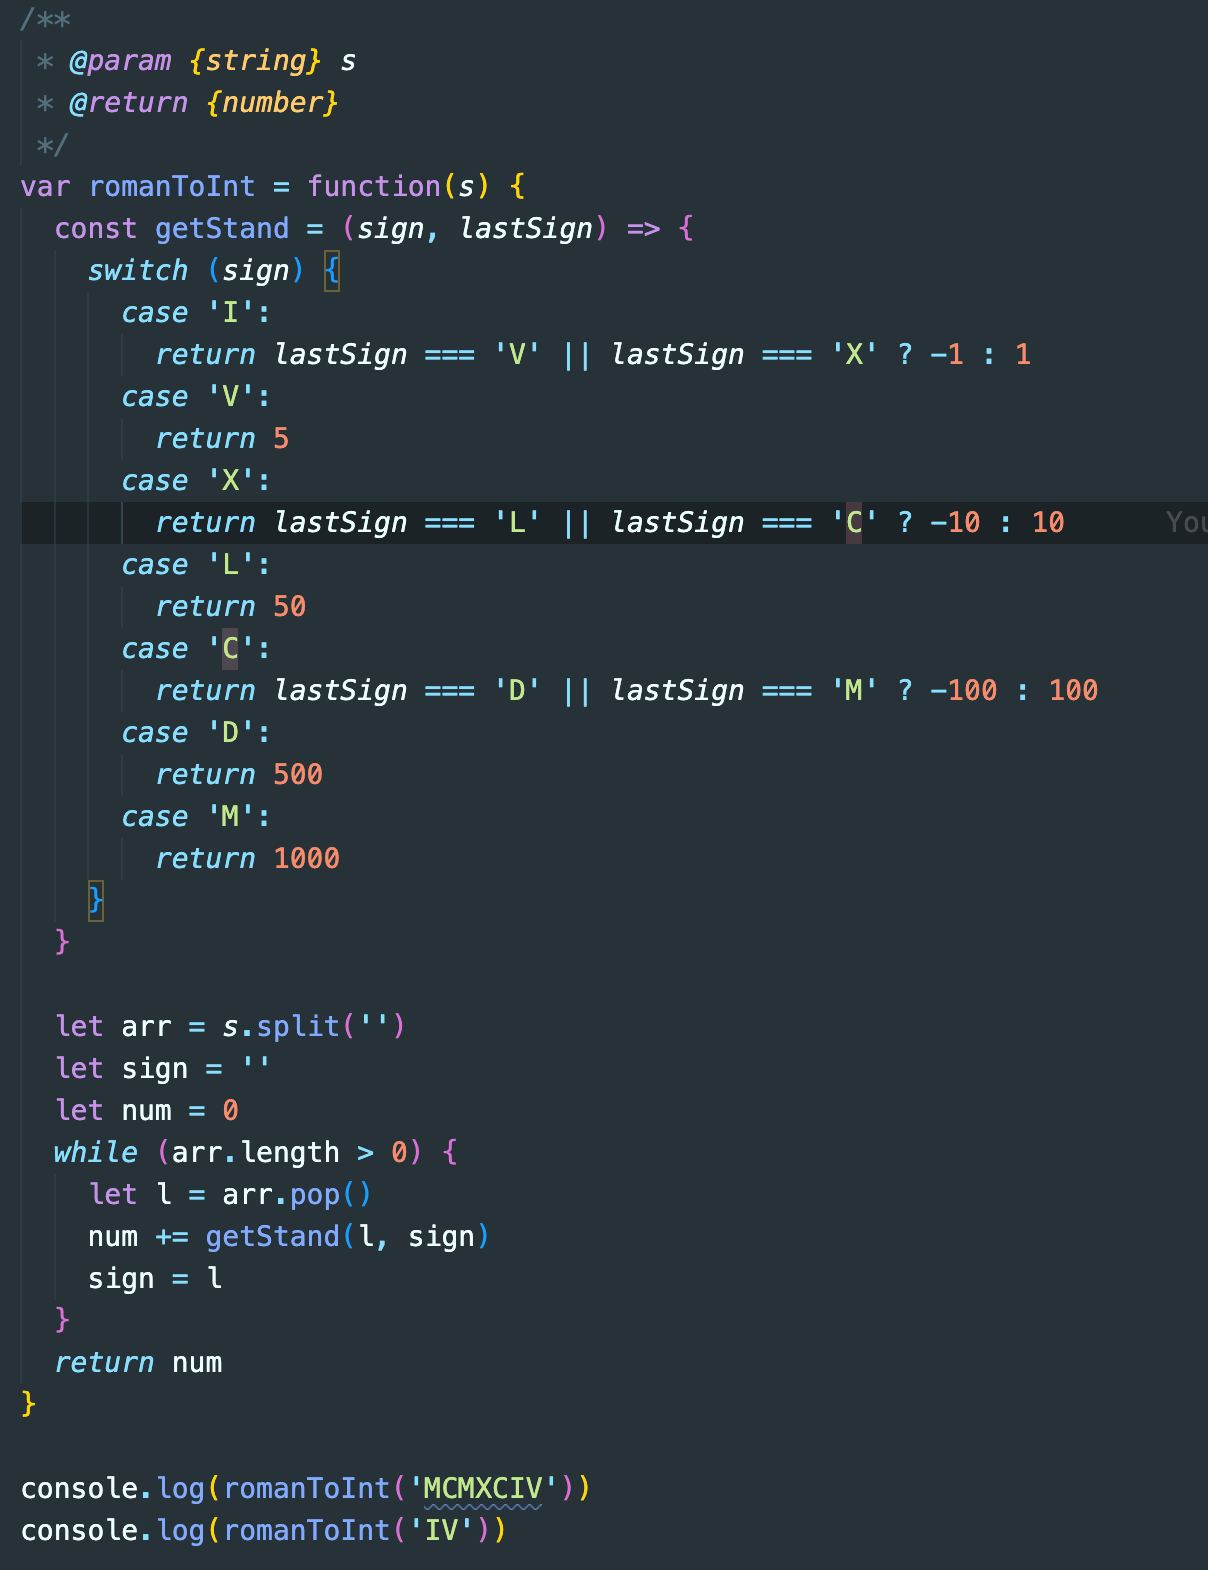 /**
 * @param {string} s
 * @return {number}
 */
var romanToInt = function(s) {
  const getStand = (sign, lastSign) => {
    switch (sign) {
      case 'I':
        return lastSign === 'V' || lastSign === 'X' ? -1 : 1
      case 'V':
        return 5
      case 'X':
        return lastSign === 'L' || lastSign === 'C' ? -10 : 10
      case 'L':
        return 50
      case 'C':
        return lastSign === 'D' || lastSign === 'M' ? -100 : 100
      case 'D':
        return 500
      case 'M':
        return 1000
    }
  }

  let arr = s.split('')
  let sign = ''
  let num = 0
  while (arr.length > 0) {
    let l = arr.pop()
    num += getStand(l, sign)
    sign = l
  }
  return num
}

console.log(romanToInt('MCMXCIV'))
console.log(romanToInt('IV'))